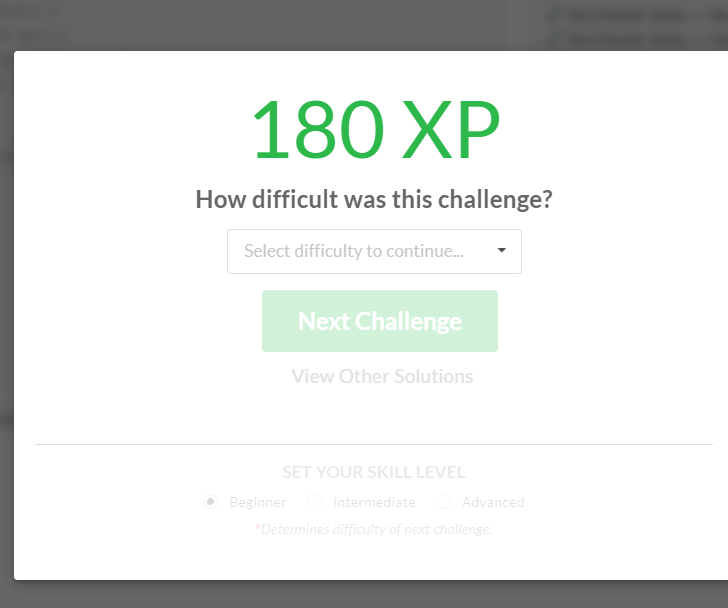 180 XP
How difficult was this challenge?
Select difficulty to continue...
Next Challenge
View Other Solutions
SET YOUR SKILL LEVEL
Beginner Intermediate Advanced
*Determines difficulty of next challenge.